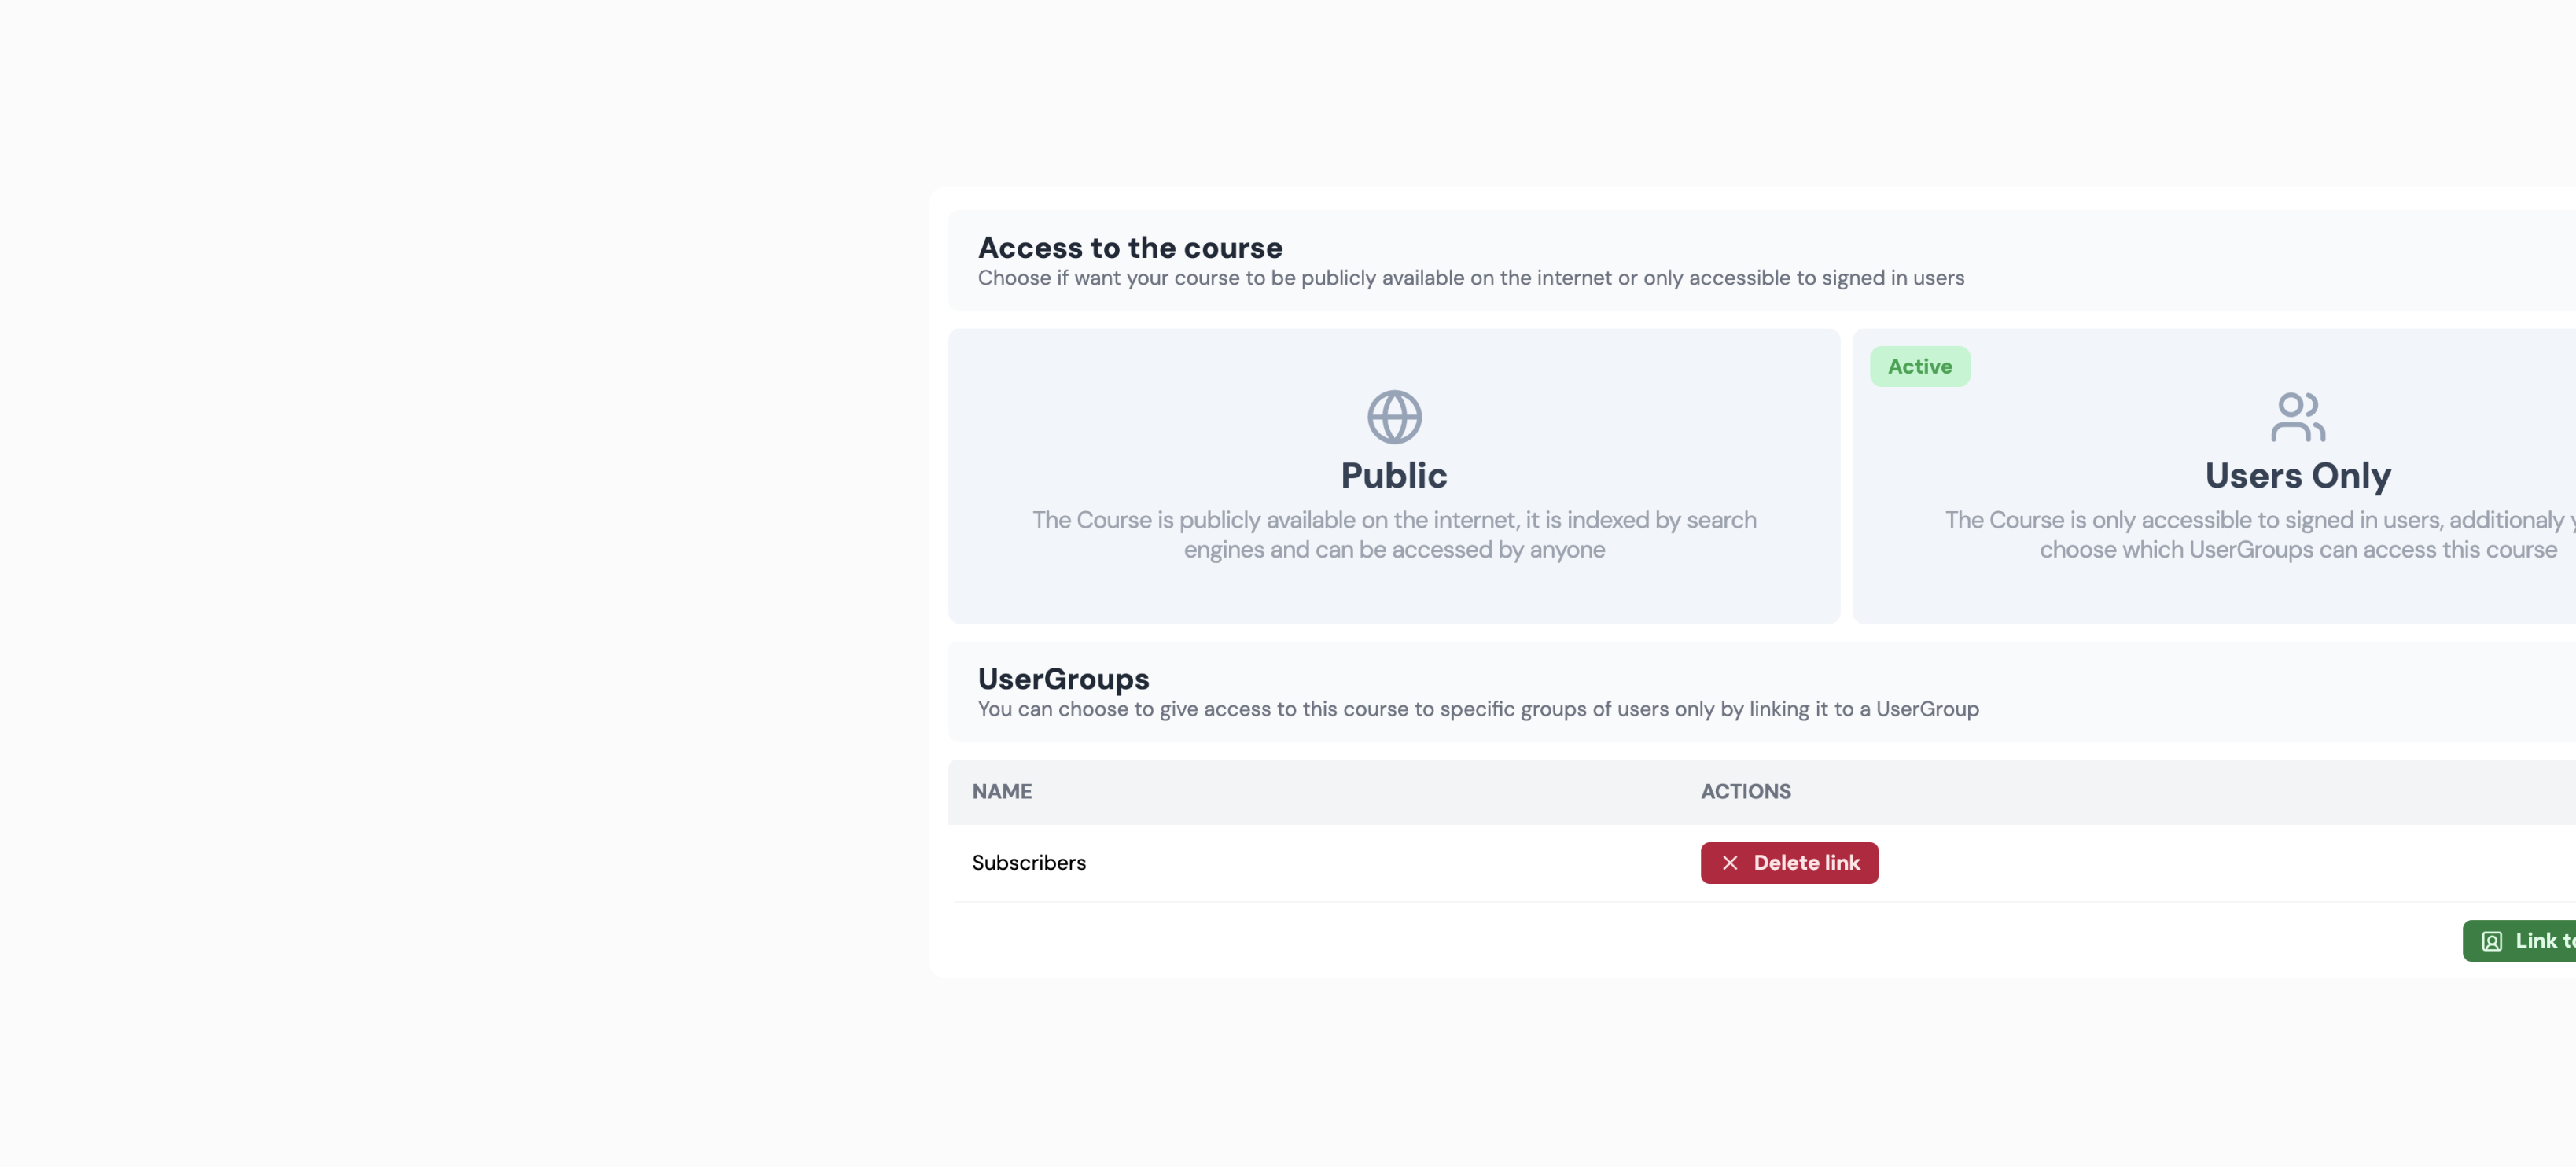 Access to the course
Choose if want your course to be publicly available on the internet or only accessible to signed in users
Active
Public
Users Only
The Course is publicly available on the internet, it is indexed by search
engines and can be accessed by anyone
The Course is only accessible to signed in users, additionaly
choose which UserGroups can access this course
UserGroups
You can choose to give access to this course to specific groups of users only by linking it to a UserGroup
NAME
ACTIONS
Subscribers
Delete link
Link